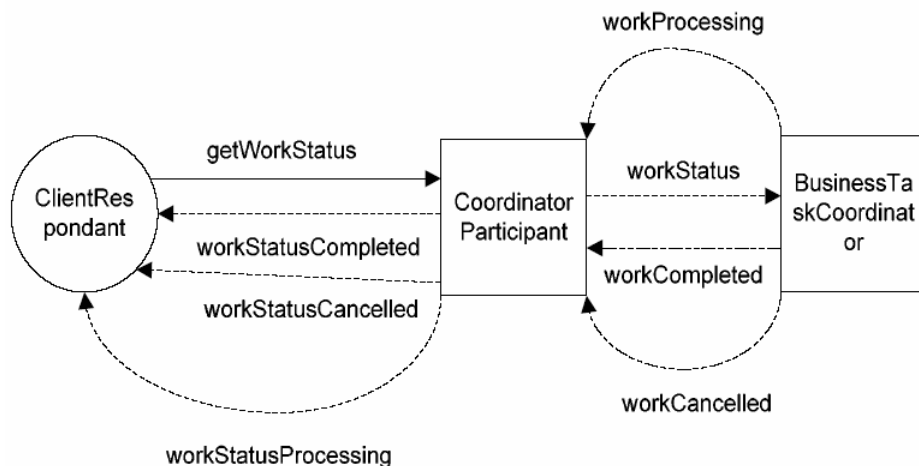 workProcessing
getWorkStatus
workStatus
ClientRes
pondant
Coordinator
Participant
BusinessTa
skCoordinat
or
workStatusCompleted
workCompleted
workStatusCancelled
workCancelled
workStatusProcessing